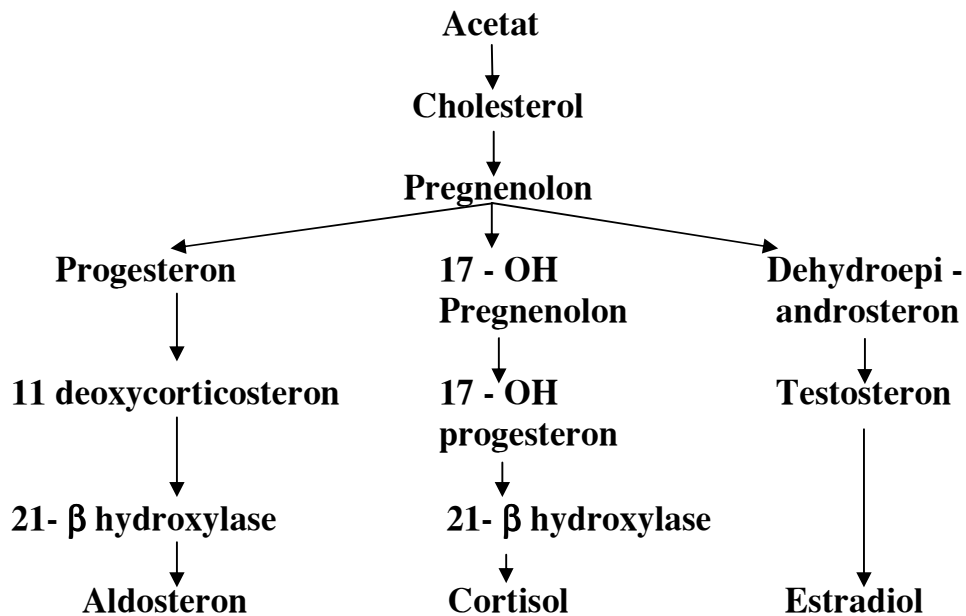 Acetat
Cholesterol
Pregnenolon
Progesteron
17 - OH
Pregnenolon
Dehydroepi -
androsteron
11 deoxycorticosteron
17 - OH
progesteron
Testosteron
21- β hydroxylase
21- β hydroxylase
Aldosteron
Cortisol
Estradiol